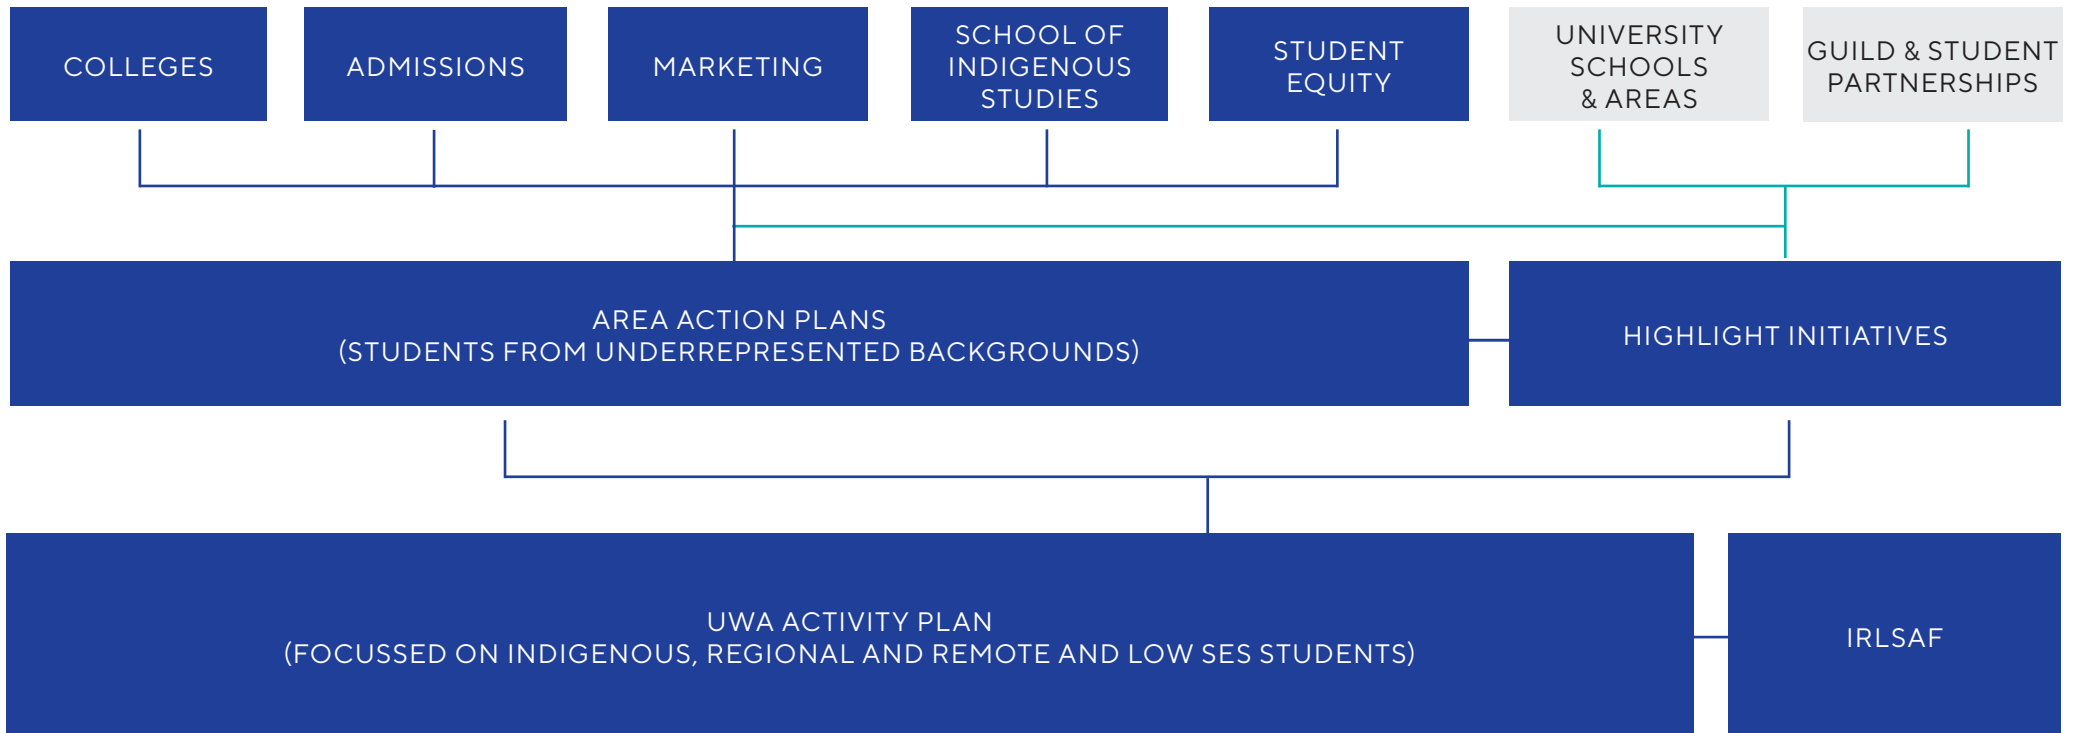 COLLEGES
ADMISSIONS
MARKETING
SCHOOL OF
INDIGENOUS
STUDIES
STUDENT
EQUITY
UNIVERSITY
SCHOOLS
& AREAS
GUILD & STUDENT
PARTNERSHIPS
AREA ACTION PLANS
(STUDENTS FROM UNDERREPRESENTED BACKGROUNDS)
HIGHLIGHT INITIATIVES
UWA ACTIVITY PLAN
(FOCUSSED ON INDIGENOUS, REGIONAL AND REMOTE AND LOW SES STUDENTS)
IRLSAF